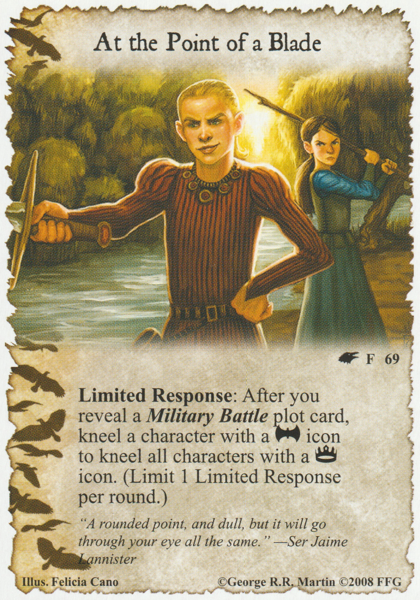 At the Point of a Blade
F 69
Limited Response: After you
reveal a Military Battle plot card,
kneel a character with a icon
to kneel all characters with a
icon. (Limit 1 Limited Response
per round.)
“A rounded point, and dull, but it will go
through your eye all the same.” —Ser Jaime
Lannister
Illus. Felicia Cano ©George R.R. Martin ©2008 FFG